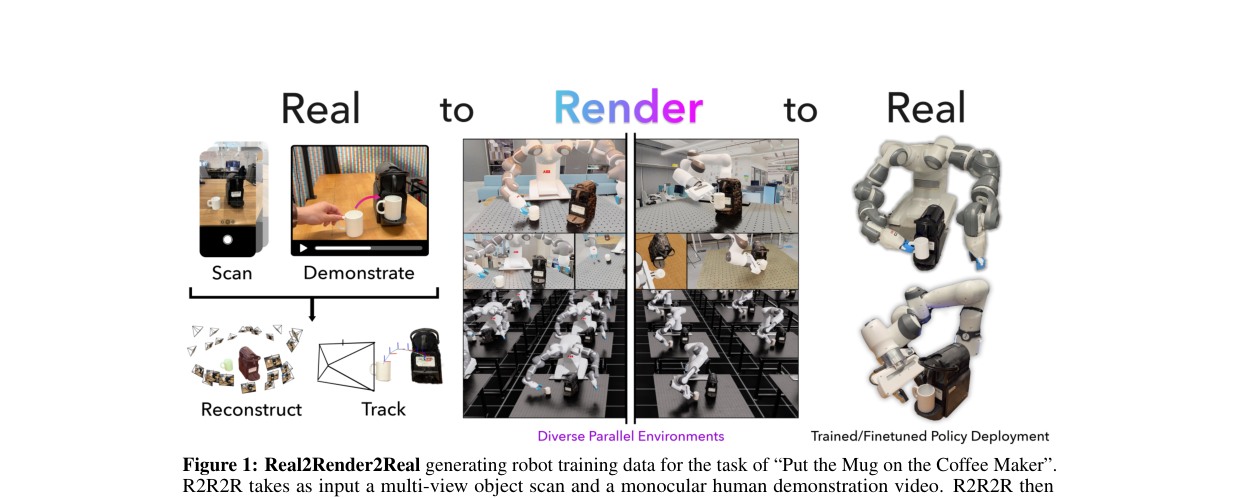 Real to Render to Real
Scan
Demonstrate
Reconstruct
Track
ABB
Diverse Parallel Environments
Trained/Finetuned Policy Deployment
Figure 1: Real2Render2Real generating robot training data for the task of “Put the Mug on the Coffee Maker”.
R2R2R takes as input a multi-view object scan and a monocular human demonstration video. R2R2R then